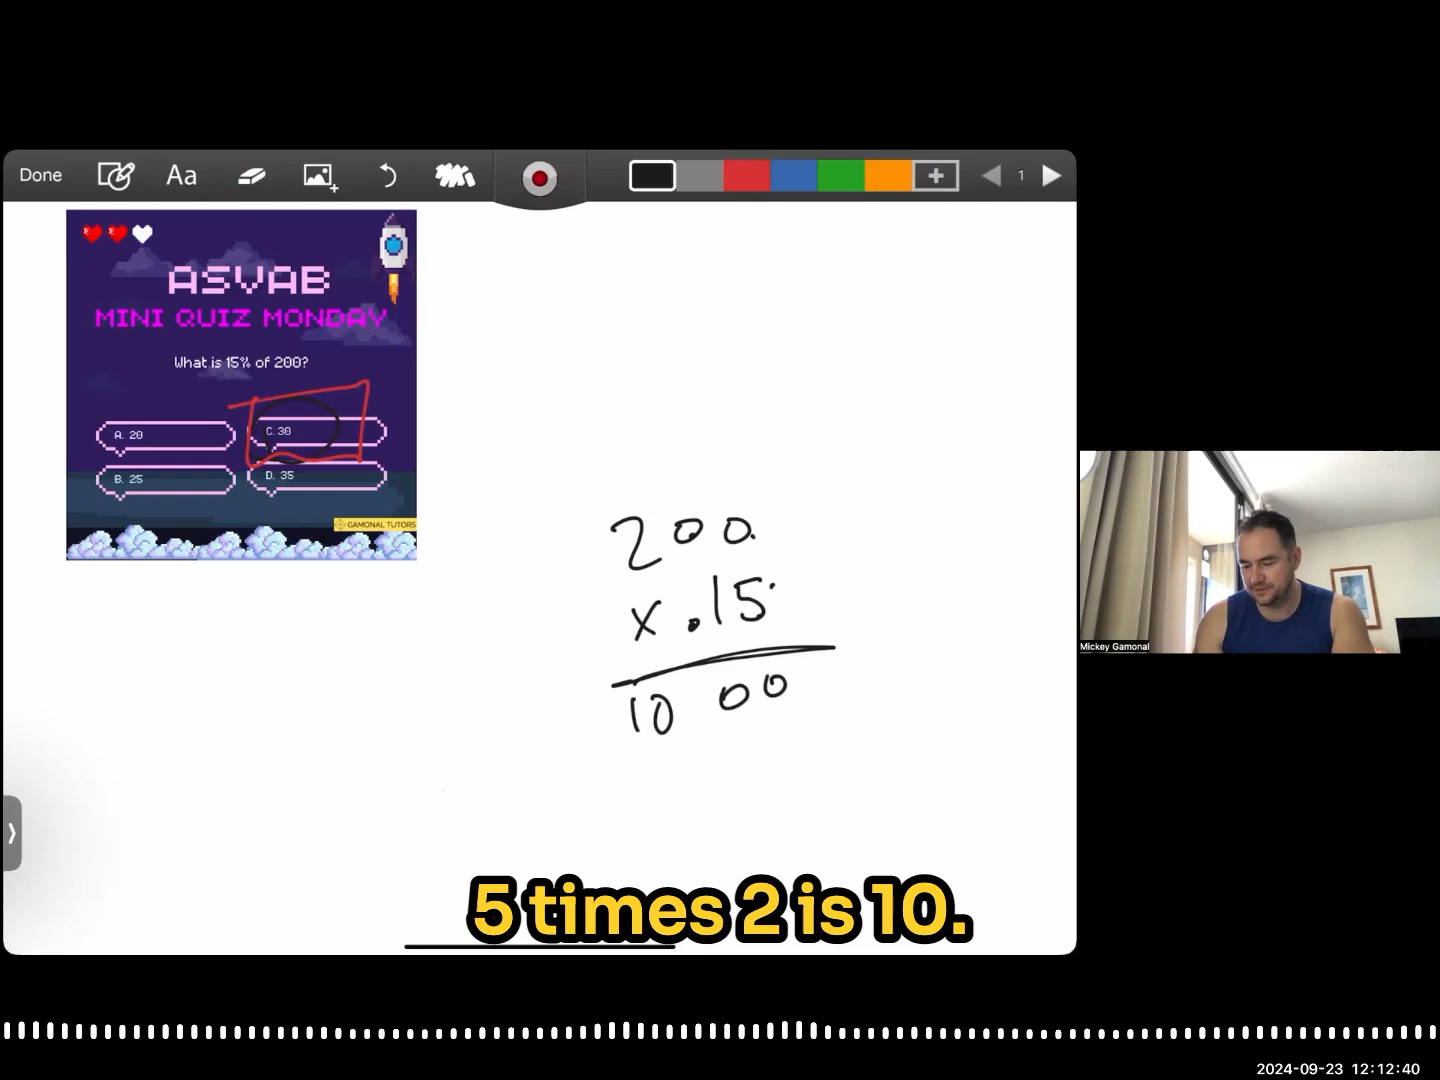 Done
Aa
1
ASVAB
MINI QUIZ MONDAY
What is 15% of 200?
A. 20
C. 30
B. 25
D. 35
GAMONAL TUTORS
200.
x .15
10 00
Mickey Gamonal
5 times 2 is 10.
2024-09-23 12:12:40